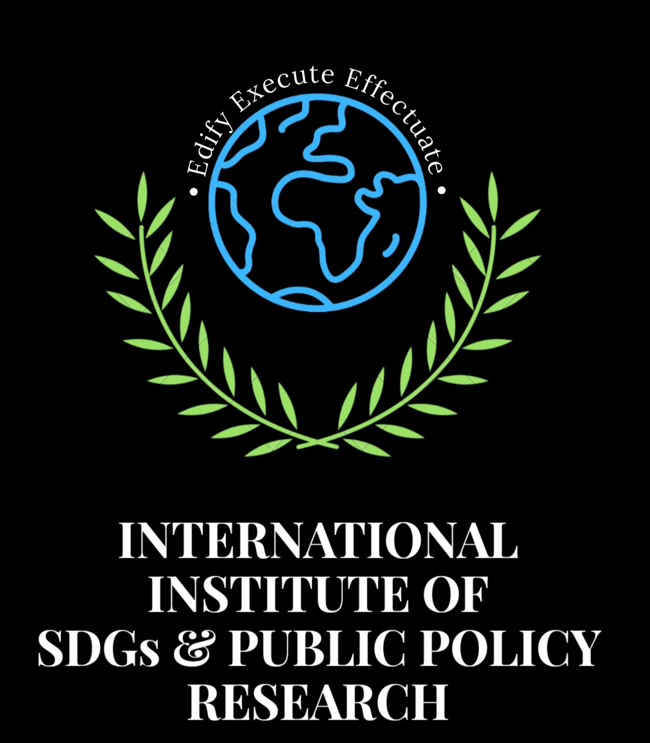 • Edify Execute Effectuate •
INTERNATIONAL
INSTITUTE OF
SDGs & PUBLIC POLICY
RESEARCH